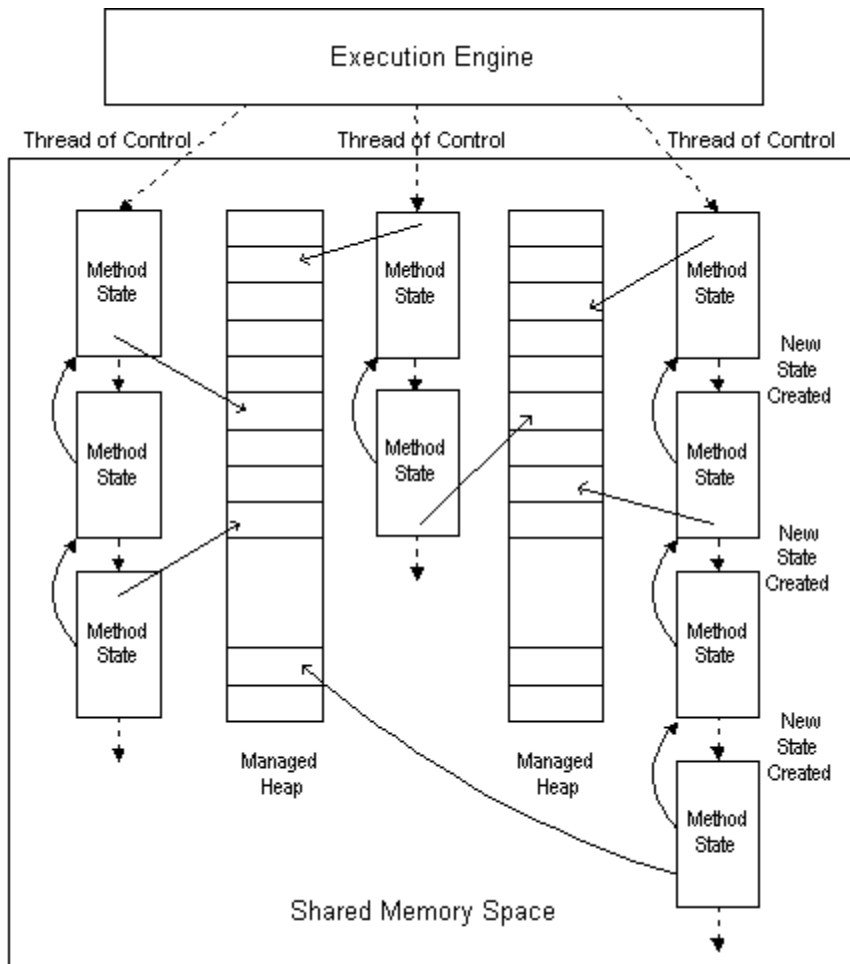 Execution Engine
Thread of Control
Thread of Control
Thread of Control
Method
State
Method
State
Method
State
New
State
Created
Method
State
Method
State
Method
State
New
State
Created
Method
State
Method
State
New
State
Created
Managed
Heap
Managed
Heap
Method
State
Shared Memory Space